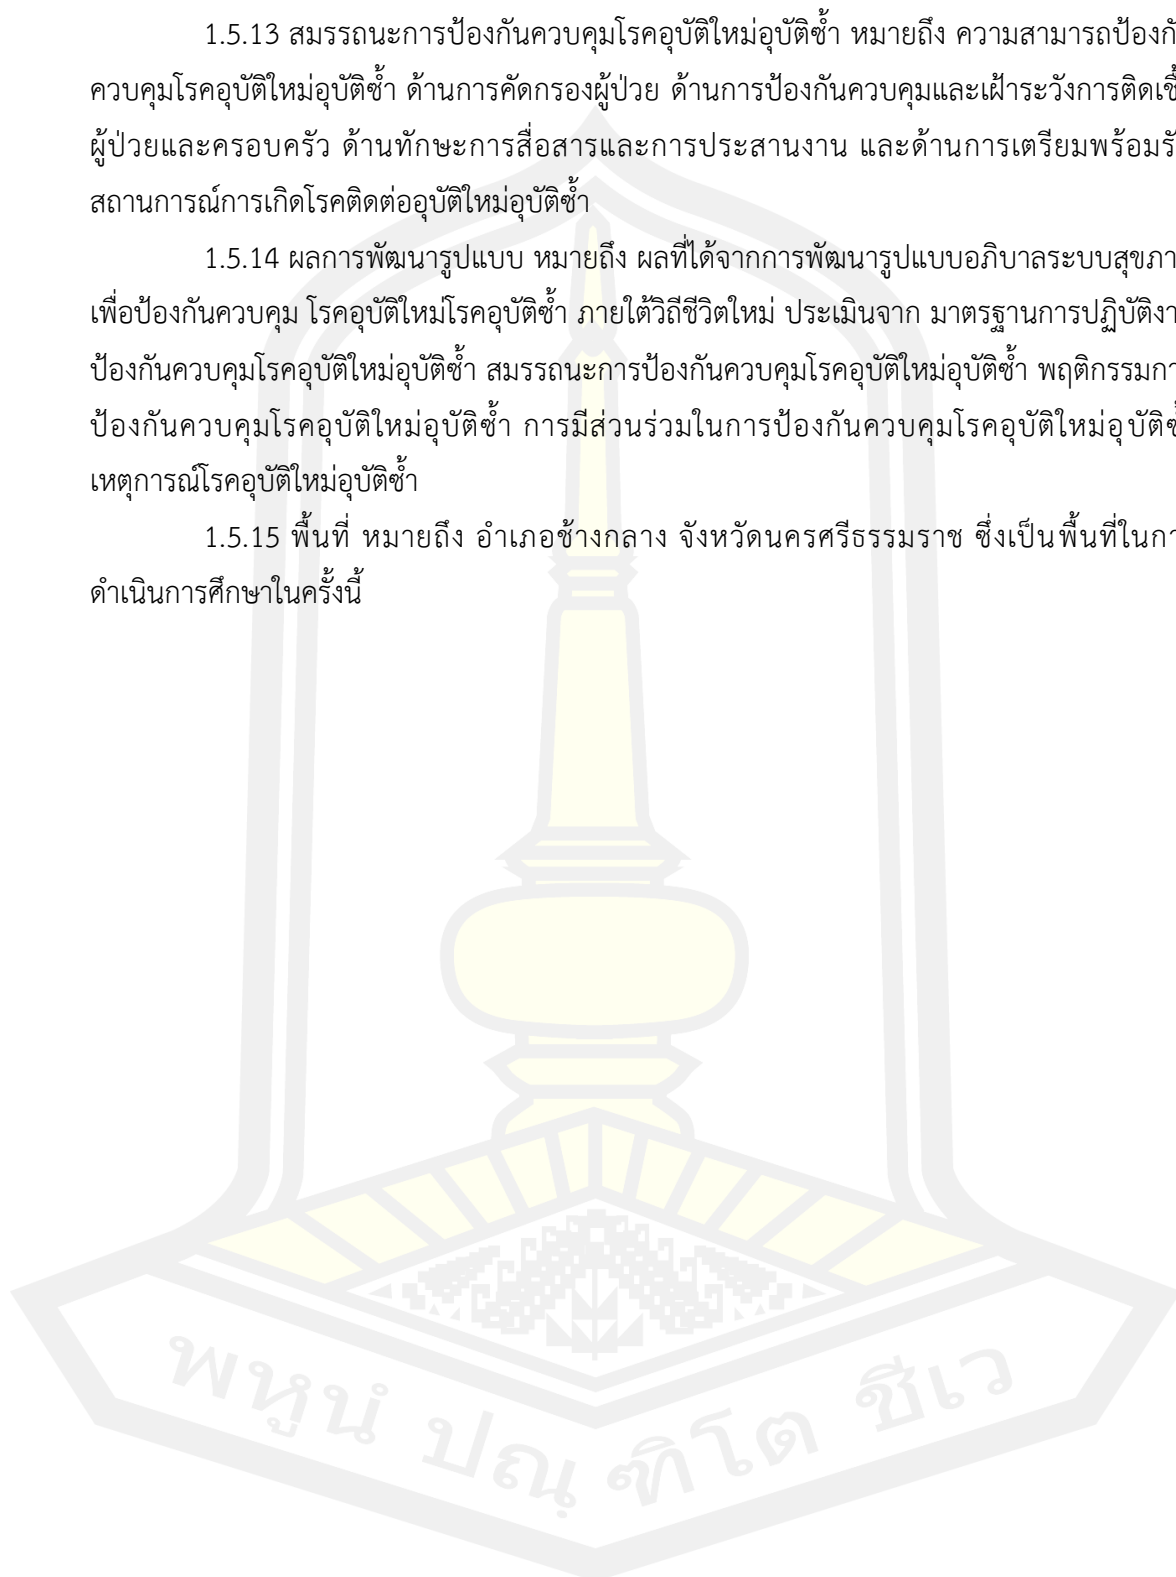 1.5.13 สมรรถนะการป้องกันควบคุมโรคอุบัติใหม่อุบัติซ้ำ หมายถึง ความสามารถป้องกั
ควบคุมโรคอุบัติใหม่อุบัติซ้ำ ด้านการคัดกรองผู้ป่วย ด้านการป้องกันควบคุมและเฝ้าระวังการติดเชื้
ผู้ป่วยและครอบครัว ด้านทักษะการสื่อสารและการประสานงาน และด้านการเตรียมพร้อมรั
สถานการณ์การเกิดโรคติดต่ออุบัติใหม่อุบัติซ้ำ
1.5.14 ผลการพัฒนารูปแบบ หมายถึง ผลที่ได้จากการพัฒนารูปแบบอภิบาลระบบสุขภา
เพื่อป้องกันควบคุม โรคอุบัติใหม่โรคอุบัติซ้ำ ภายใต้วิถีชีวิตใหม่ ประเมินจาก มาตรฐานการปฏิบัติงา
ป้องกันควบคุมโรคอุบัติใหม่อุบัติซ้ำ สมรรถนะการป้องกันควบคุมโรคอุบัติใหม่อุบัติซ้ำ พฤติกรรมกา
ป้องกันควบคุมโรคอุบัติใหม่อุบัติซ้ำ การมีส่วนร่วมในการป้องกันควบคุมโรคอุบัติใหม่อุบัติซ้
เหตุการณ์โรคอุบัติใหม่อุบัติซ้ำ
1.5.15 พื้นที่ หมายถึง อำเภอช้างกลาง จังหวัดนครศรีธรรมราช ซึ่งเป็นพื้นที่ในกา
ดำเนินการศึกษาในครั้งนี้
พหูนํ ปณฺฑิโต ชีเว